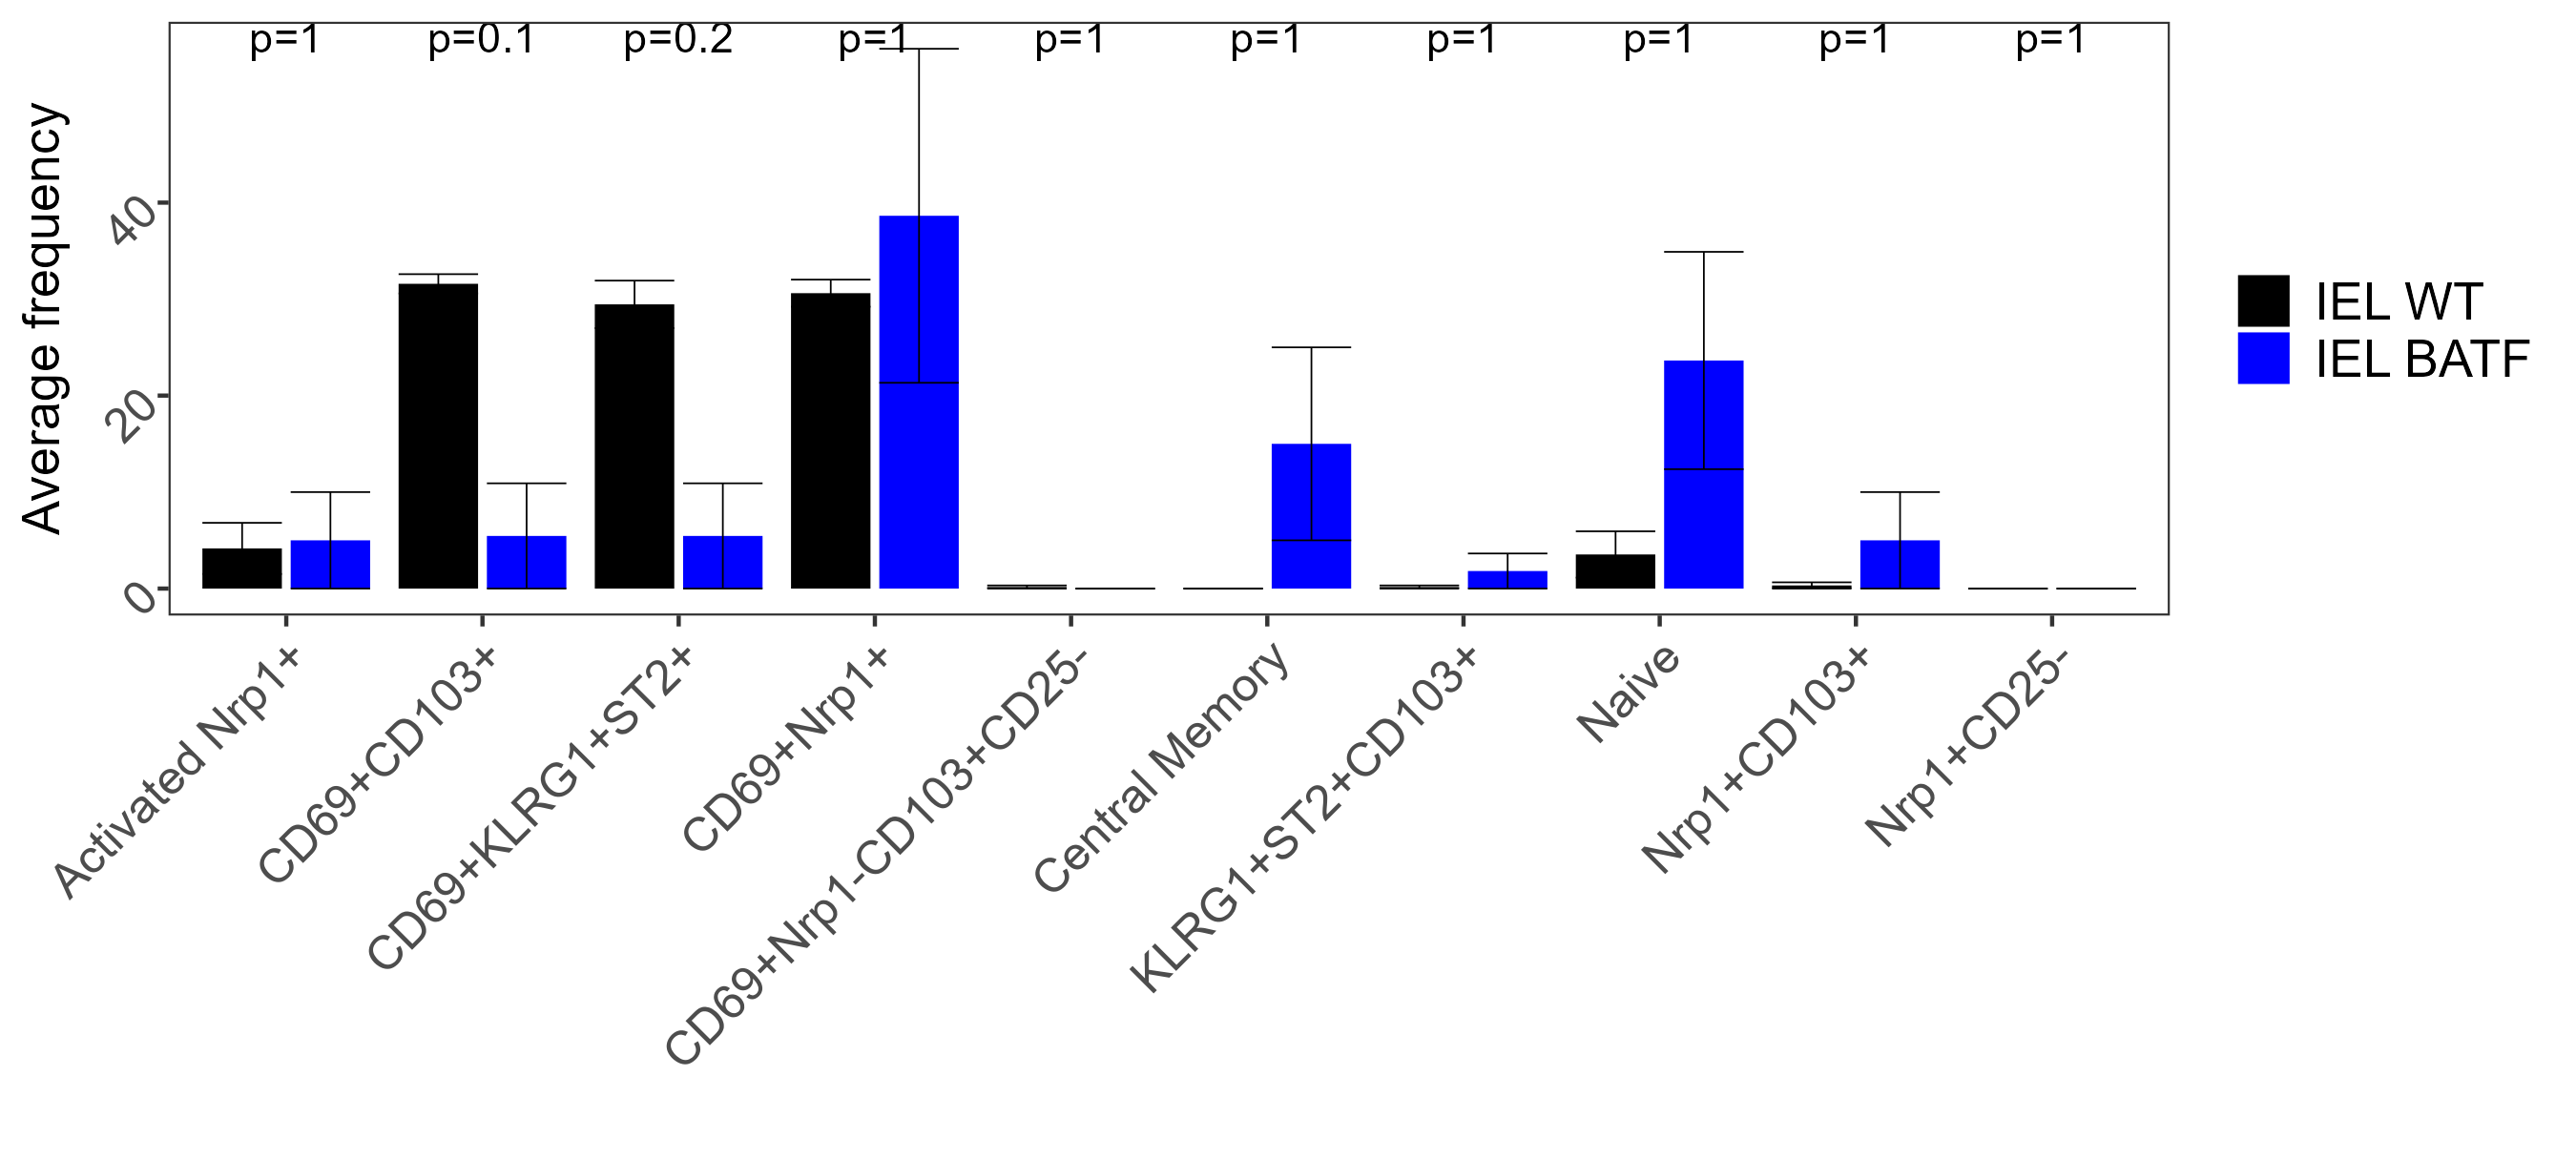 p=1 p=0.1 p=0.2 p=1 p=1 p=1 p=1 p=1 p=1 p=1
Average frequency
40
20
0
IEL WT
IEL BATF
Activated Nrp1+
CD69+CD103+
CD69+KLRG1+ST2+
CD69+Nrp1+
CD69+Nrp1-CD103+CD25-
Central Memory
KLRG1+ST2+CD103+
Naive
Nrp1+CD103+
Nrp1+CD25-